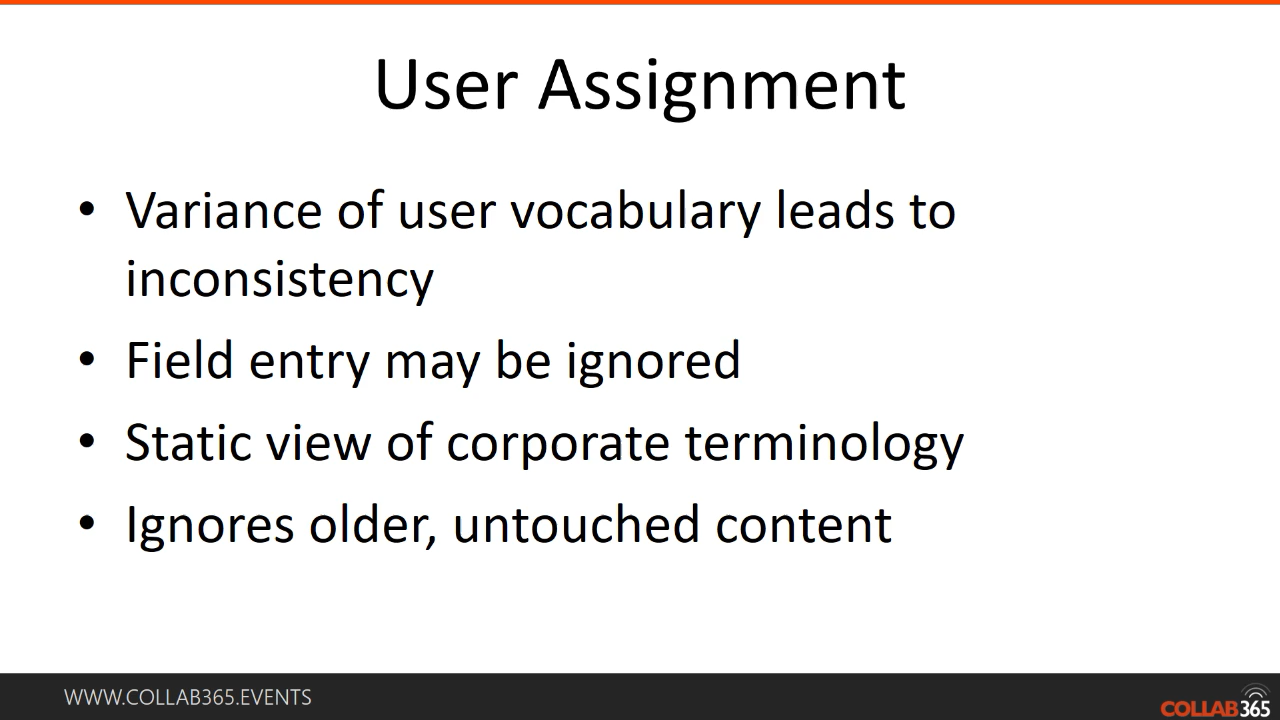 User Assignment
• Variance of user vocabulary leads to
inconsistency
• Field entry may be ignored
• Static view of corporate terminology
• Ignores older, untouched content
WWW.COLLAB365.EVENTS
COLLAB365